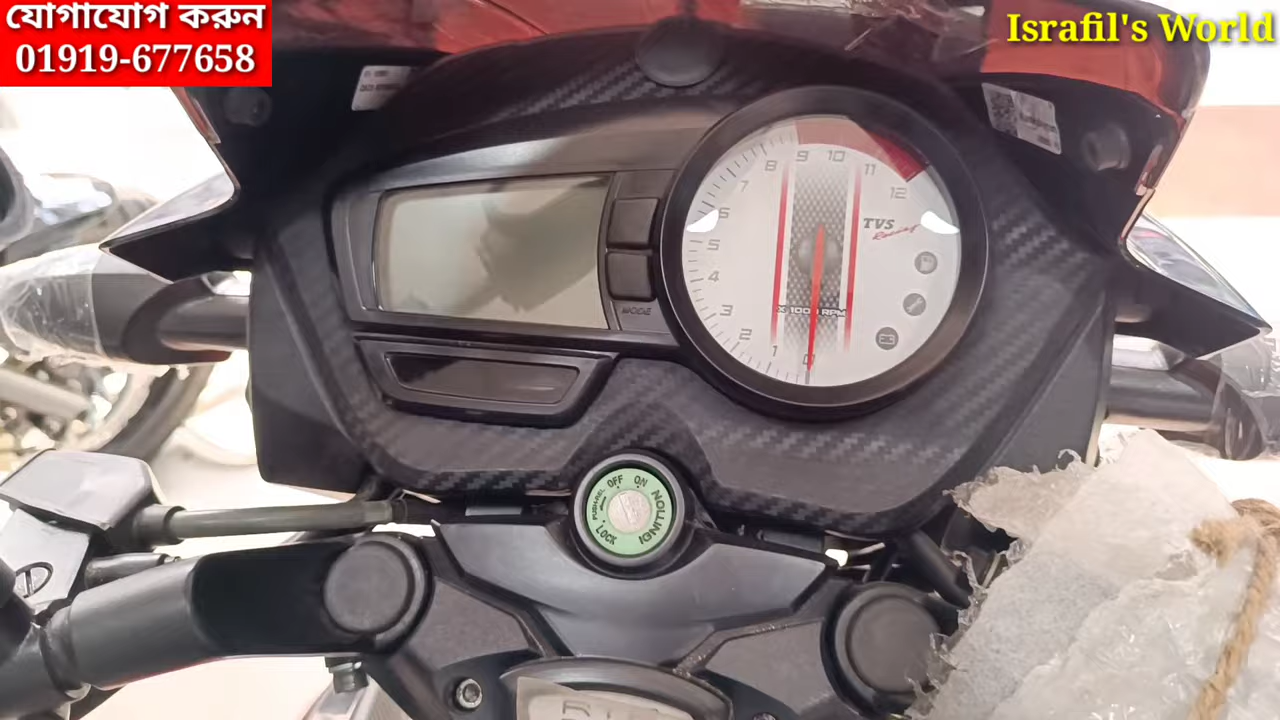 যোগাযোগ করুন
01919-677658
Israfil's World
8
9
10
11
12
7
6
5
4
3
2
1
0
TVS
Racing
x 1000 RPM
MODE
OFF
ON
PUSH-REL
LOCK
IGNITION